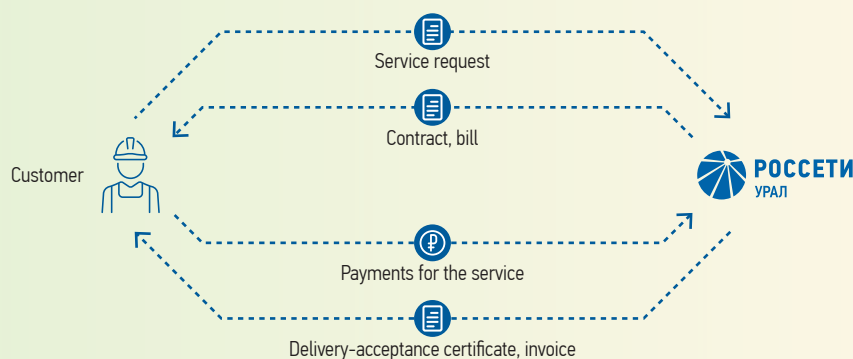 Service request
Contract, bill
Customer
РОССЕТИ
УРАЛ
Payments for the service
Delivery-acceptance certificate, invoice